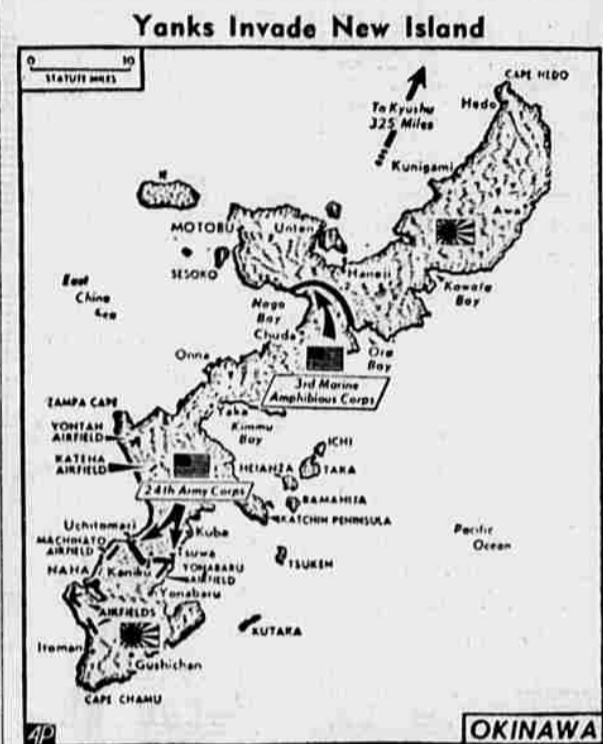 Yanks Invade New Island
0 10
STATUTE MILES
CAPE HEDO
Hedo
To Kyushu
325 Miles
Kunigami
Awa
IE
MOTOBU
Unten
SESOKO
Haneji
East
China
Sea
Nago
Bay
Kawata
Bay
Chuda
Ora
Bay
Onna
3rd Marine
Amphibious Corps
ZAMPA CAPE
Yaka
Kimmu
Bay
YONTAN
AIRFIELD
ICHI
KATENA
AIRFIELD
HEIANZA
TAKA
24th Army Corps
HAMAHIJA
KATCHIN PENINSULA
Uchitomari
Kuba
MACHINATO
AIRFIELD
Pacific
Ocean
Tsuwa
TSUKEN
NAHA
Kaniku
YONABARU
AIRFIELD
Yonabaru
AIRFIELDS
KUTAKA
Itoman
Gushichan
CAPE CHAMU
AP
OKINAWA